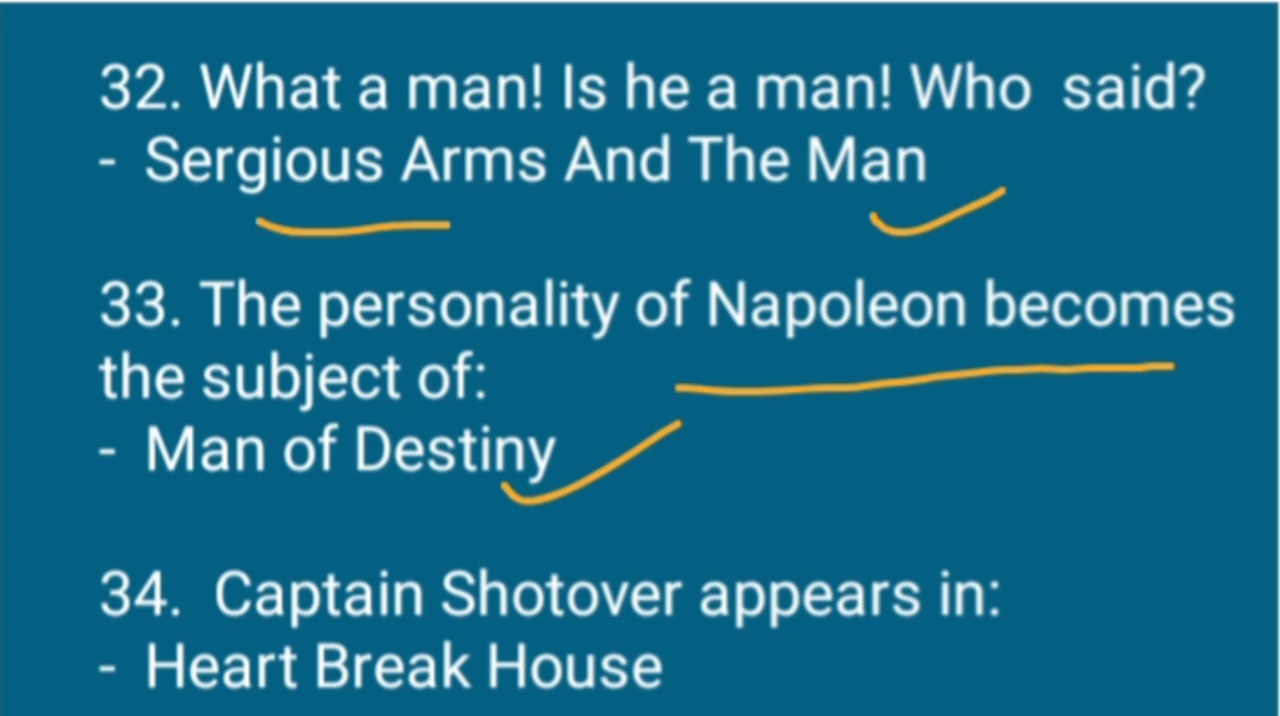 32. What a man! Is he a man! Who said?
- Sergious Arms And The Man
33. The personality of Napoleon becomes
the subject of:
- Man of Destiny
34. Captain Shotover appears in:
- Heart Break House